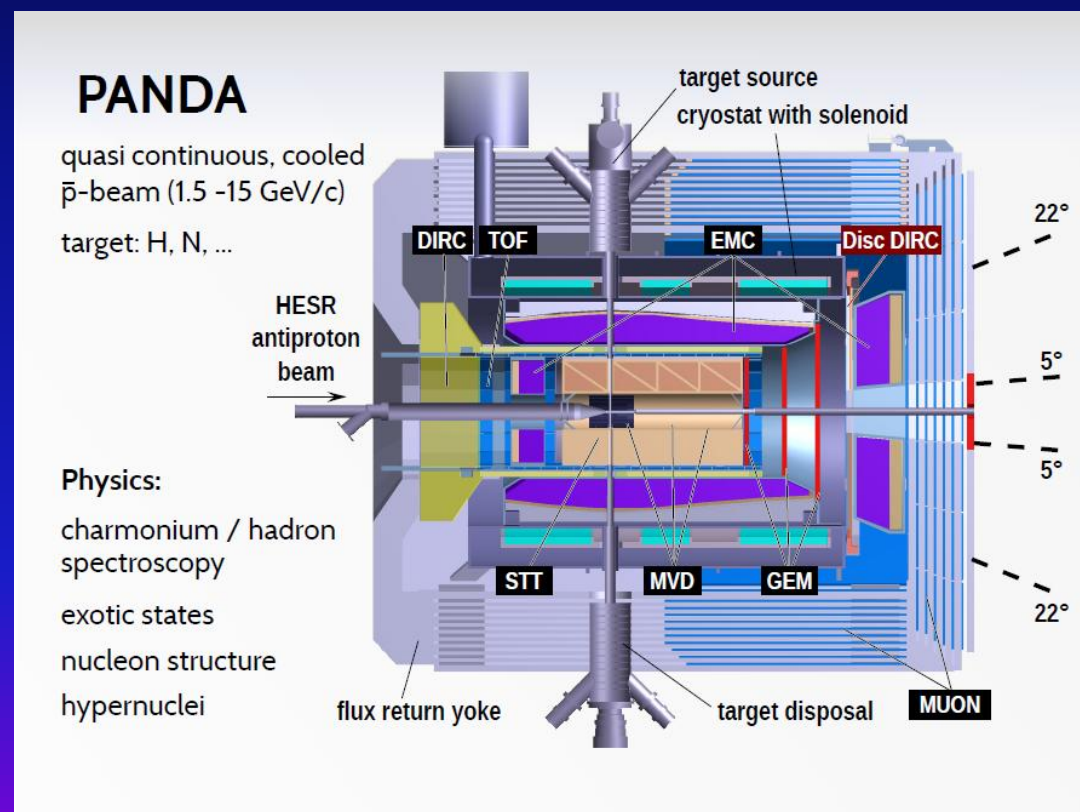 PANDA
quasi continuous, cooled
p̄-beam (1.5 -15 GeV/c)
target: H, N, ...
HESR
antiproton
beam
Physics:
charmonium / hadron
spectroscopy
exotic states
nucleon structure
hypernuclei
target source
cryostat with solenoid
DIRC
TOF
EMC
Disc DIRC
22°
5°
5°
22°
STT
MVD
GEM
MUON
flux return yoke
target disposal